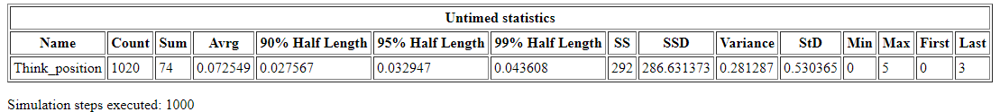 Untimed statistics
Name Count Sum Avrg 90% Half Length 95% Half Length 99% Half Length SS SSD Variance StD Min Max First Last
Think_position 1020 74 0.072549 0.027567 0.032947 0.043608 292 286.631373 0.281287 0.530365 0 5 0 3
Simulation steps executed: 1000